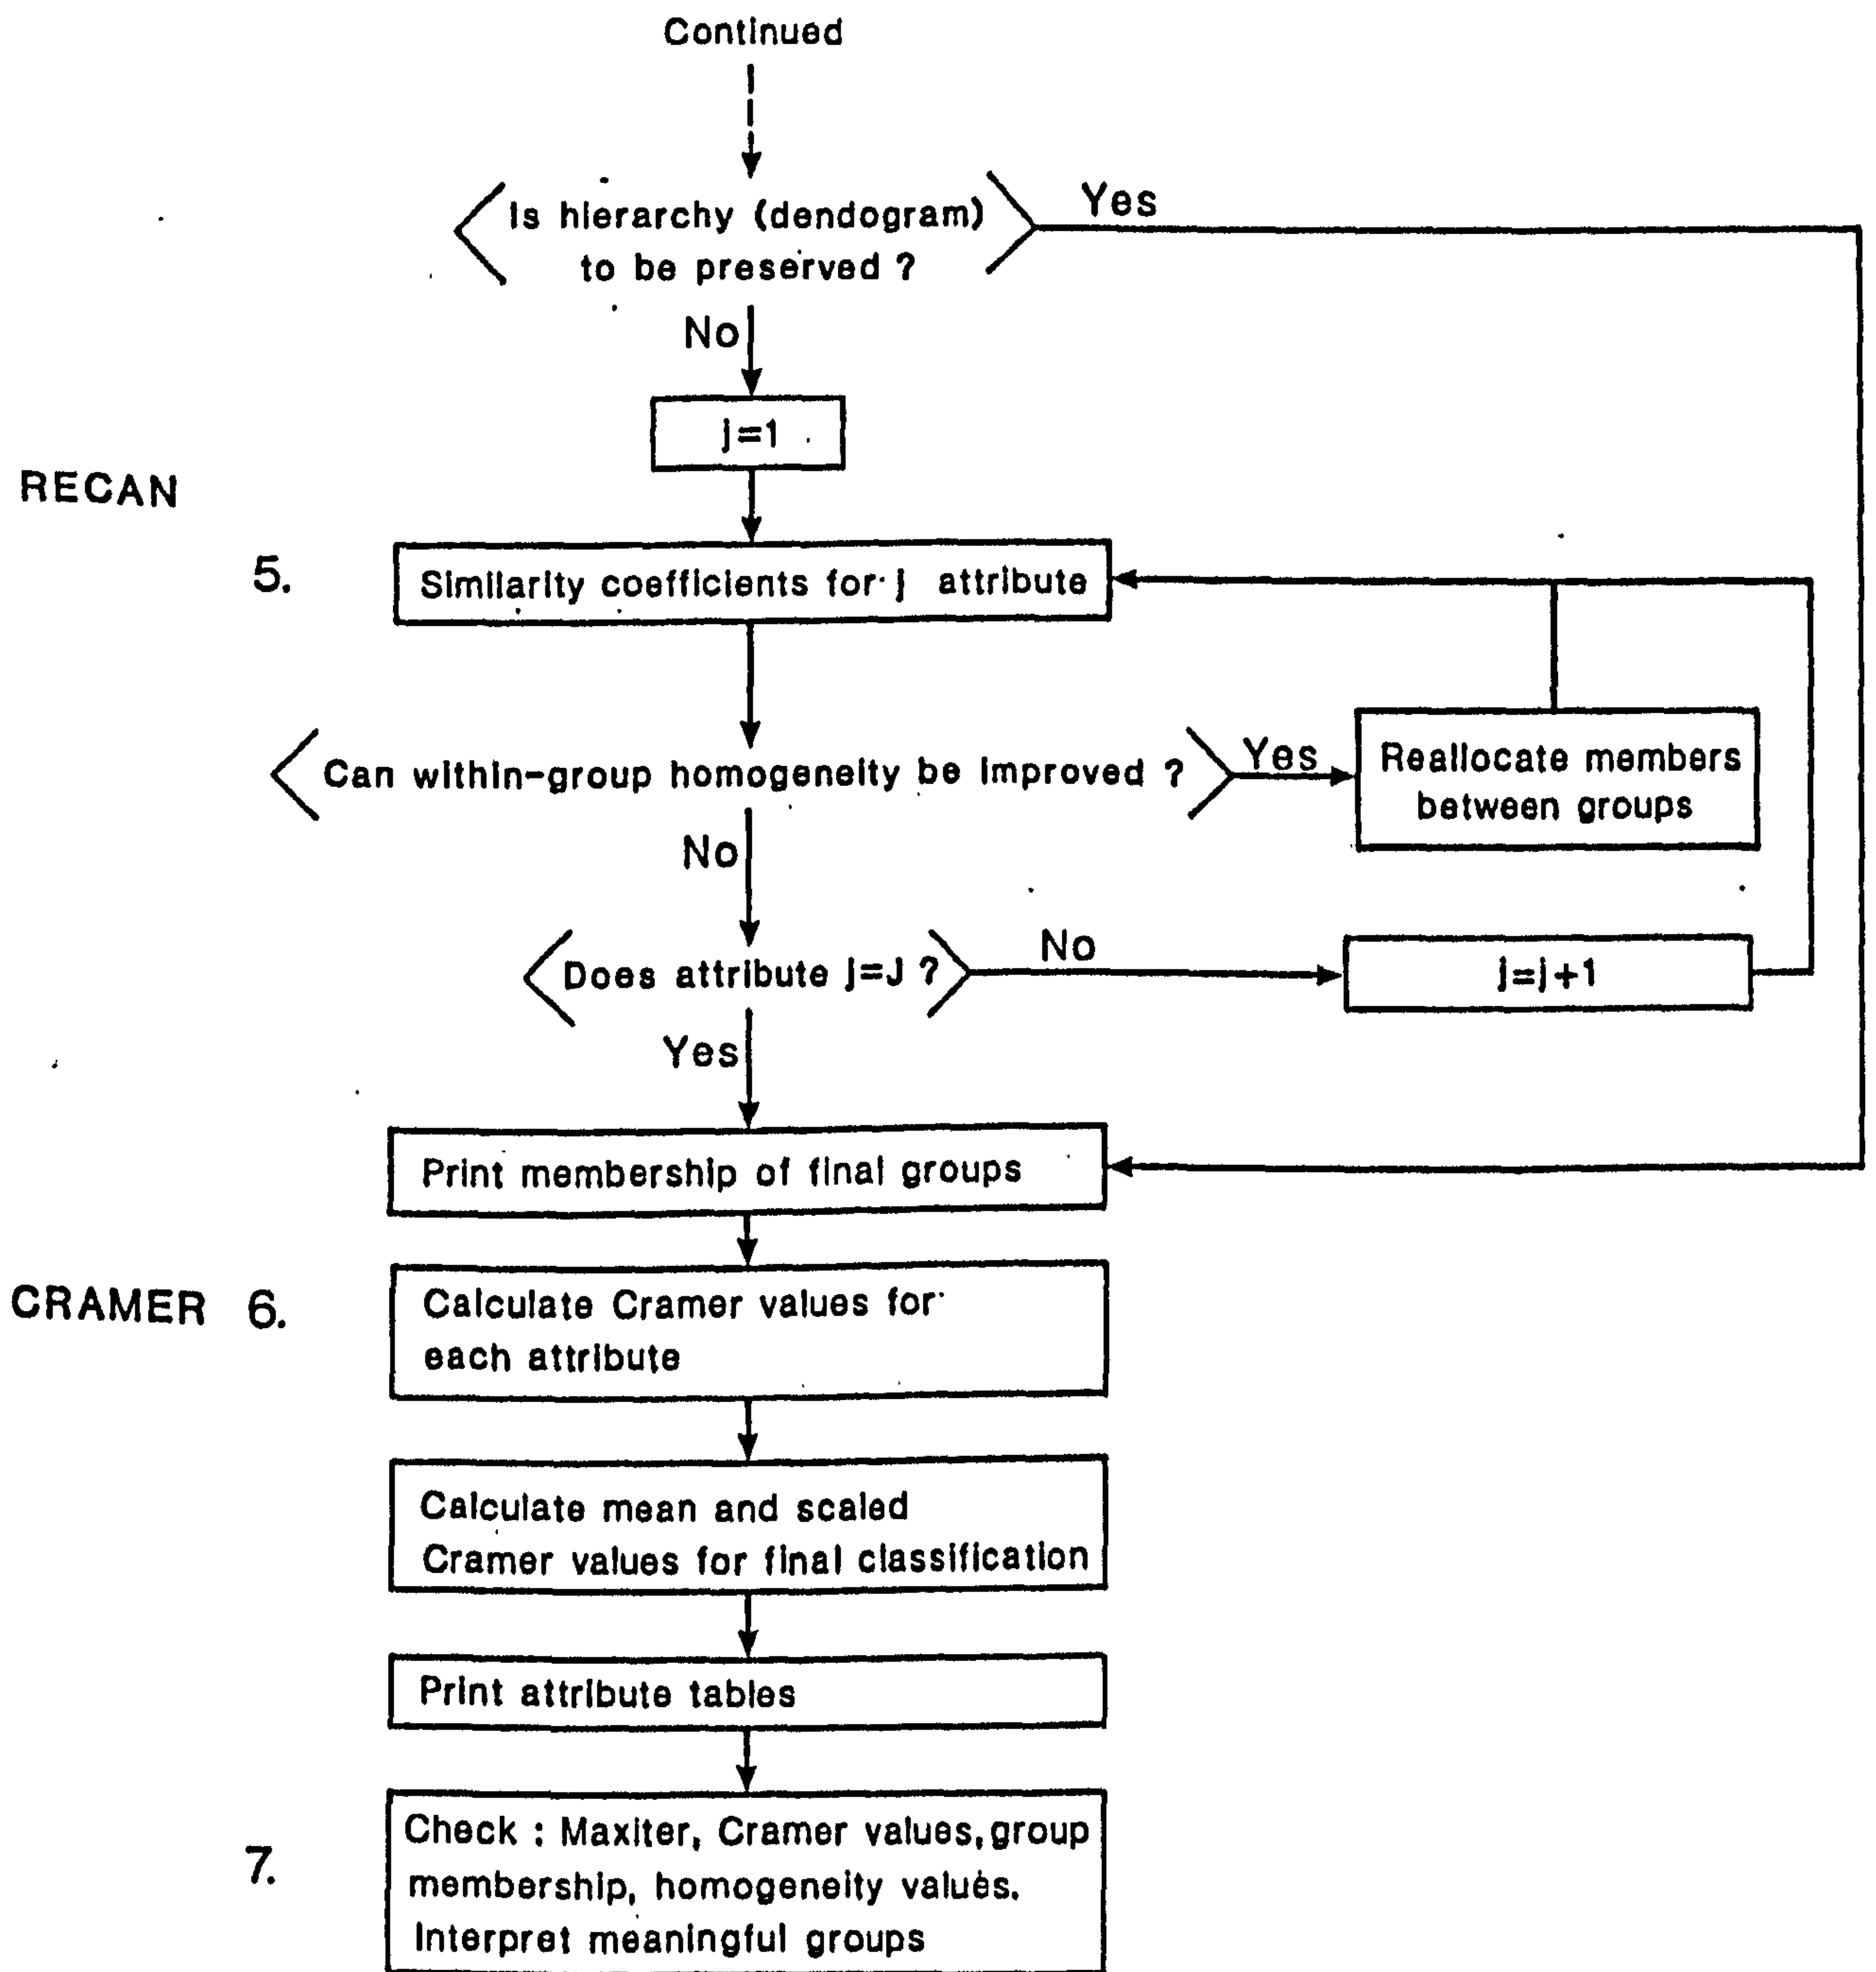 Continued
Is hierarchy (dendogram)
to be preserved ?
Yes
No
j=1
RECAN
5.
Similarity coefficients for j attribute
Can within-group homogeneity be improved ?
Yes
Reallocate members
between groups
No
Does attribute j=J ?
No
j=j+1
Yes
Print membership of final groups
CRAMER 6.
Calculate Cramer values for
each attribute
Calculate mean and scaled
Cramer values for final classification
Print attribute tables
7.
Check : Maxiter, Cramer values, group
membership, homogeneity values.
Interpret meaningful groups